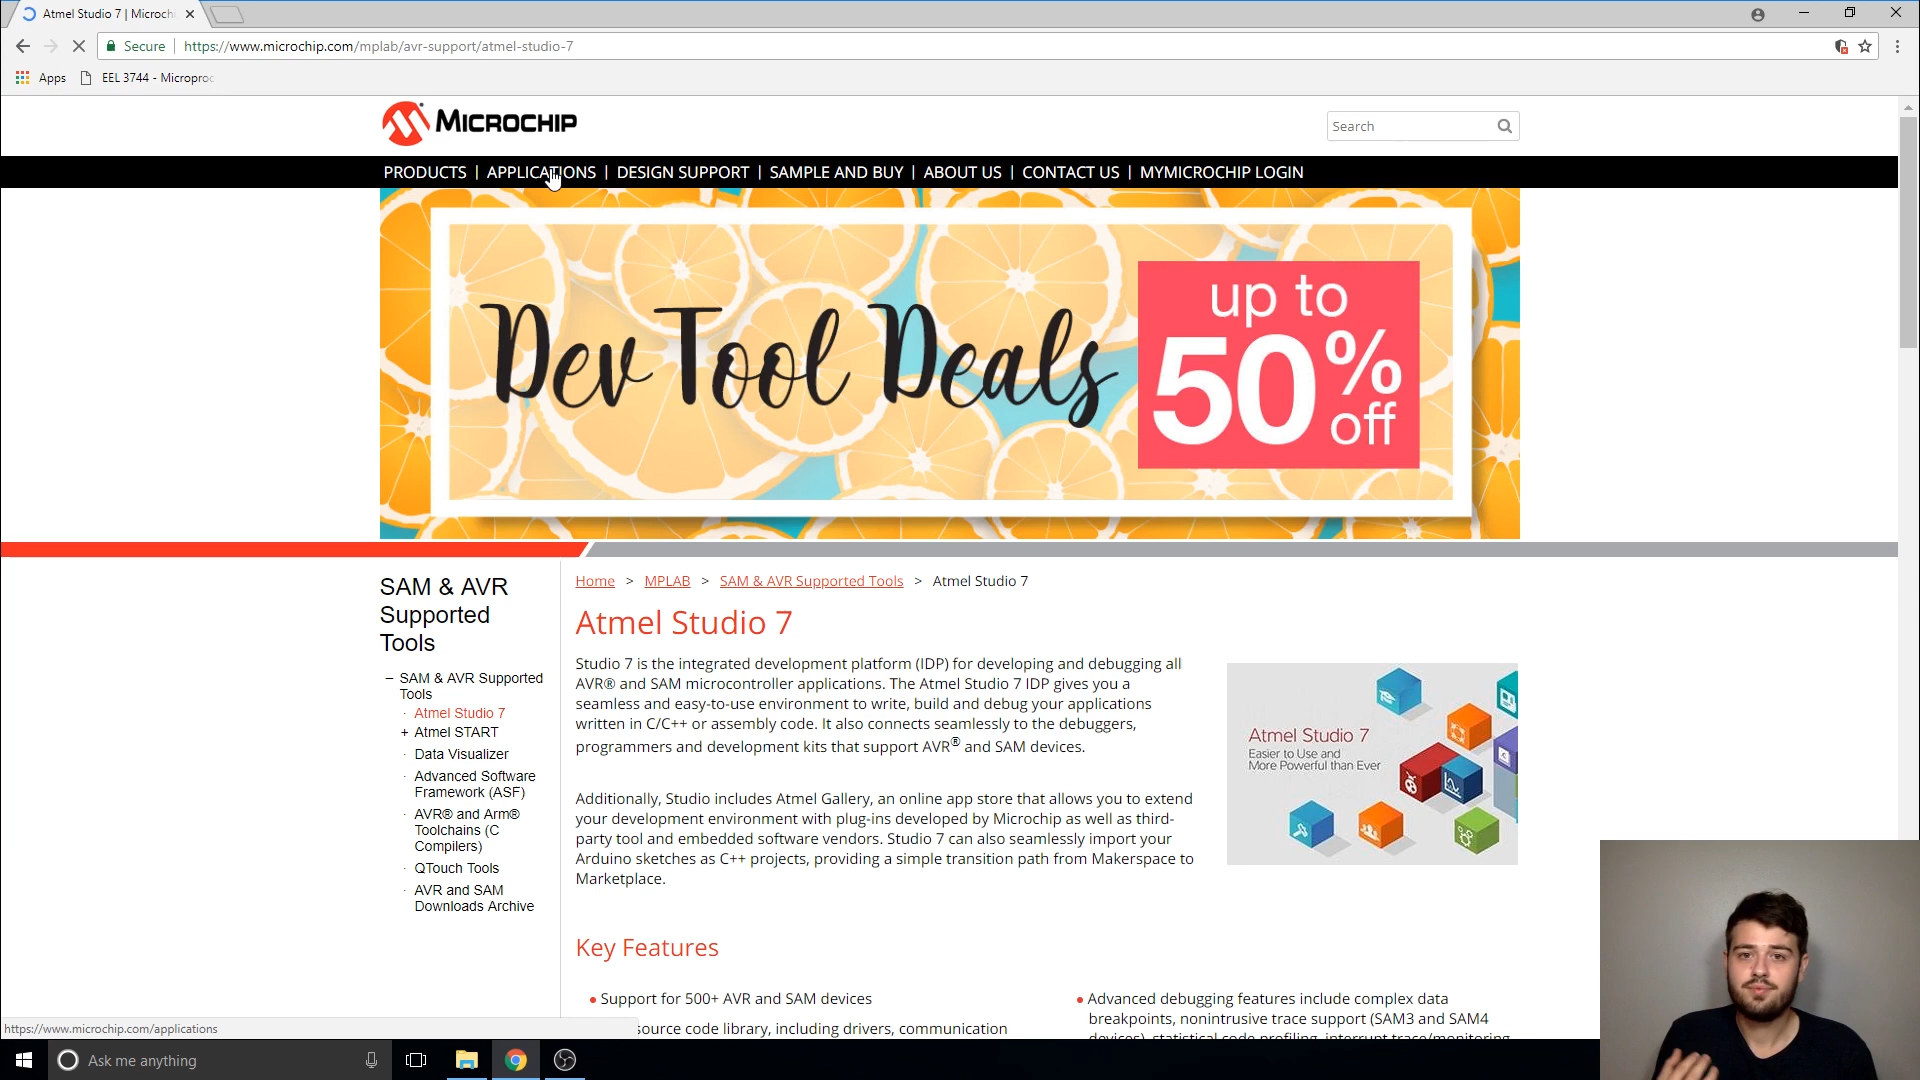 Atmel Studio 7 | Microchi
Secure | https://www.microchip.com/mplab/avr-support/atmel-studio-7
Apps EEL 3744 - Microproc
MICROCHIP
Search
PRODUCTS | APPLICATIONS | DESIGN SUPPORT | SAMPLE AND BUY | ABOUT US | CONTACT US | MYMICROCHIP LOGIN
Dev Tool Deals
up to
50%
off
SAM & AVR
Supported
Tools
− SAM & AVR Supported
Tools
· Atmel Studio 7
+ Atmel START
· Data Visualizer
· Advanced Software
Framework (ASF)
· AVR® and Arm®
Toolchains (C
Compilers)
· QTouch Tools
· AVR and SAM
Downloads Archive
Home > MPLAB > SAM & AVR Supported Tools > Atmel Studio 7
Atmel Studio 7
Studio 7 is the integrated development platform (IDP) for developing and debugging all
AVR® and SAM microcontroller applications. The Atmel Studio 7 IDP gives you a
seamless and easy-to-use environment to write, build and debug your applications
written in C/C++ or assembly code. It also connects seamlessly to the debuggers,
programmers and development kits that support AVR® and SAM devices.
Additionally, Studio includes Atmel Gallery, an online app store that allows you to extend
your development environment with plug-ins developed by Microchip as well as third-
party tool and embedded software vendors. Studio 7 can also seamlessly import your
Arduino sketches as C++ projects, providing a simple transition path from Makerspace to
Marketplace.
Atmel Studio 7
Easier to Use and
More Powerful than Ever
Key Features
• Support for 500+ AVR and SAM devices
source code library, including drivers, communication
• Advanced debugging features include complex data
breakpoints, nonintrusive trace support (SAM3 and SAM4
devices), statistical code profiling, interrupt trace/monitoring
https://www.microchip.com/applications
Ask me anything